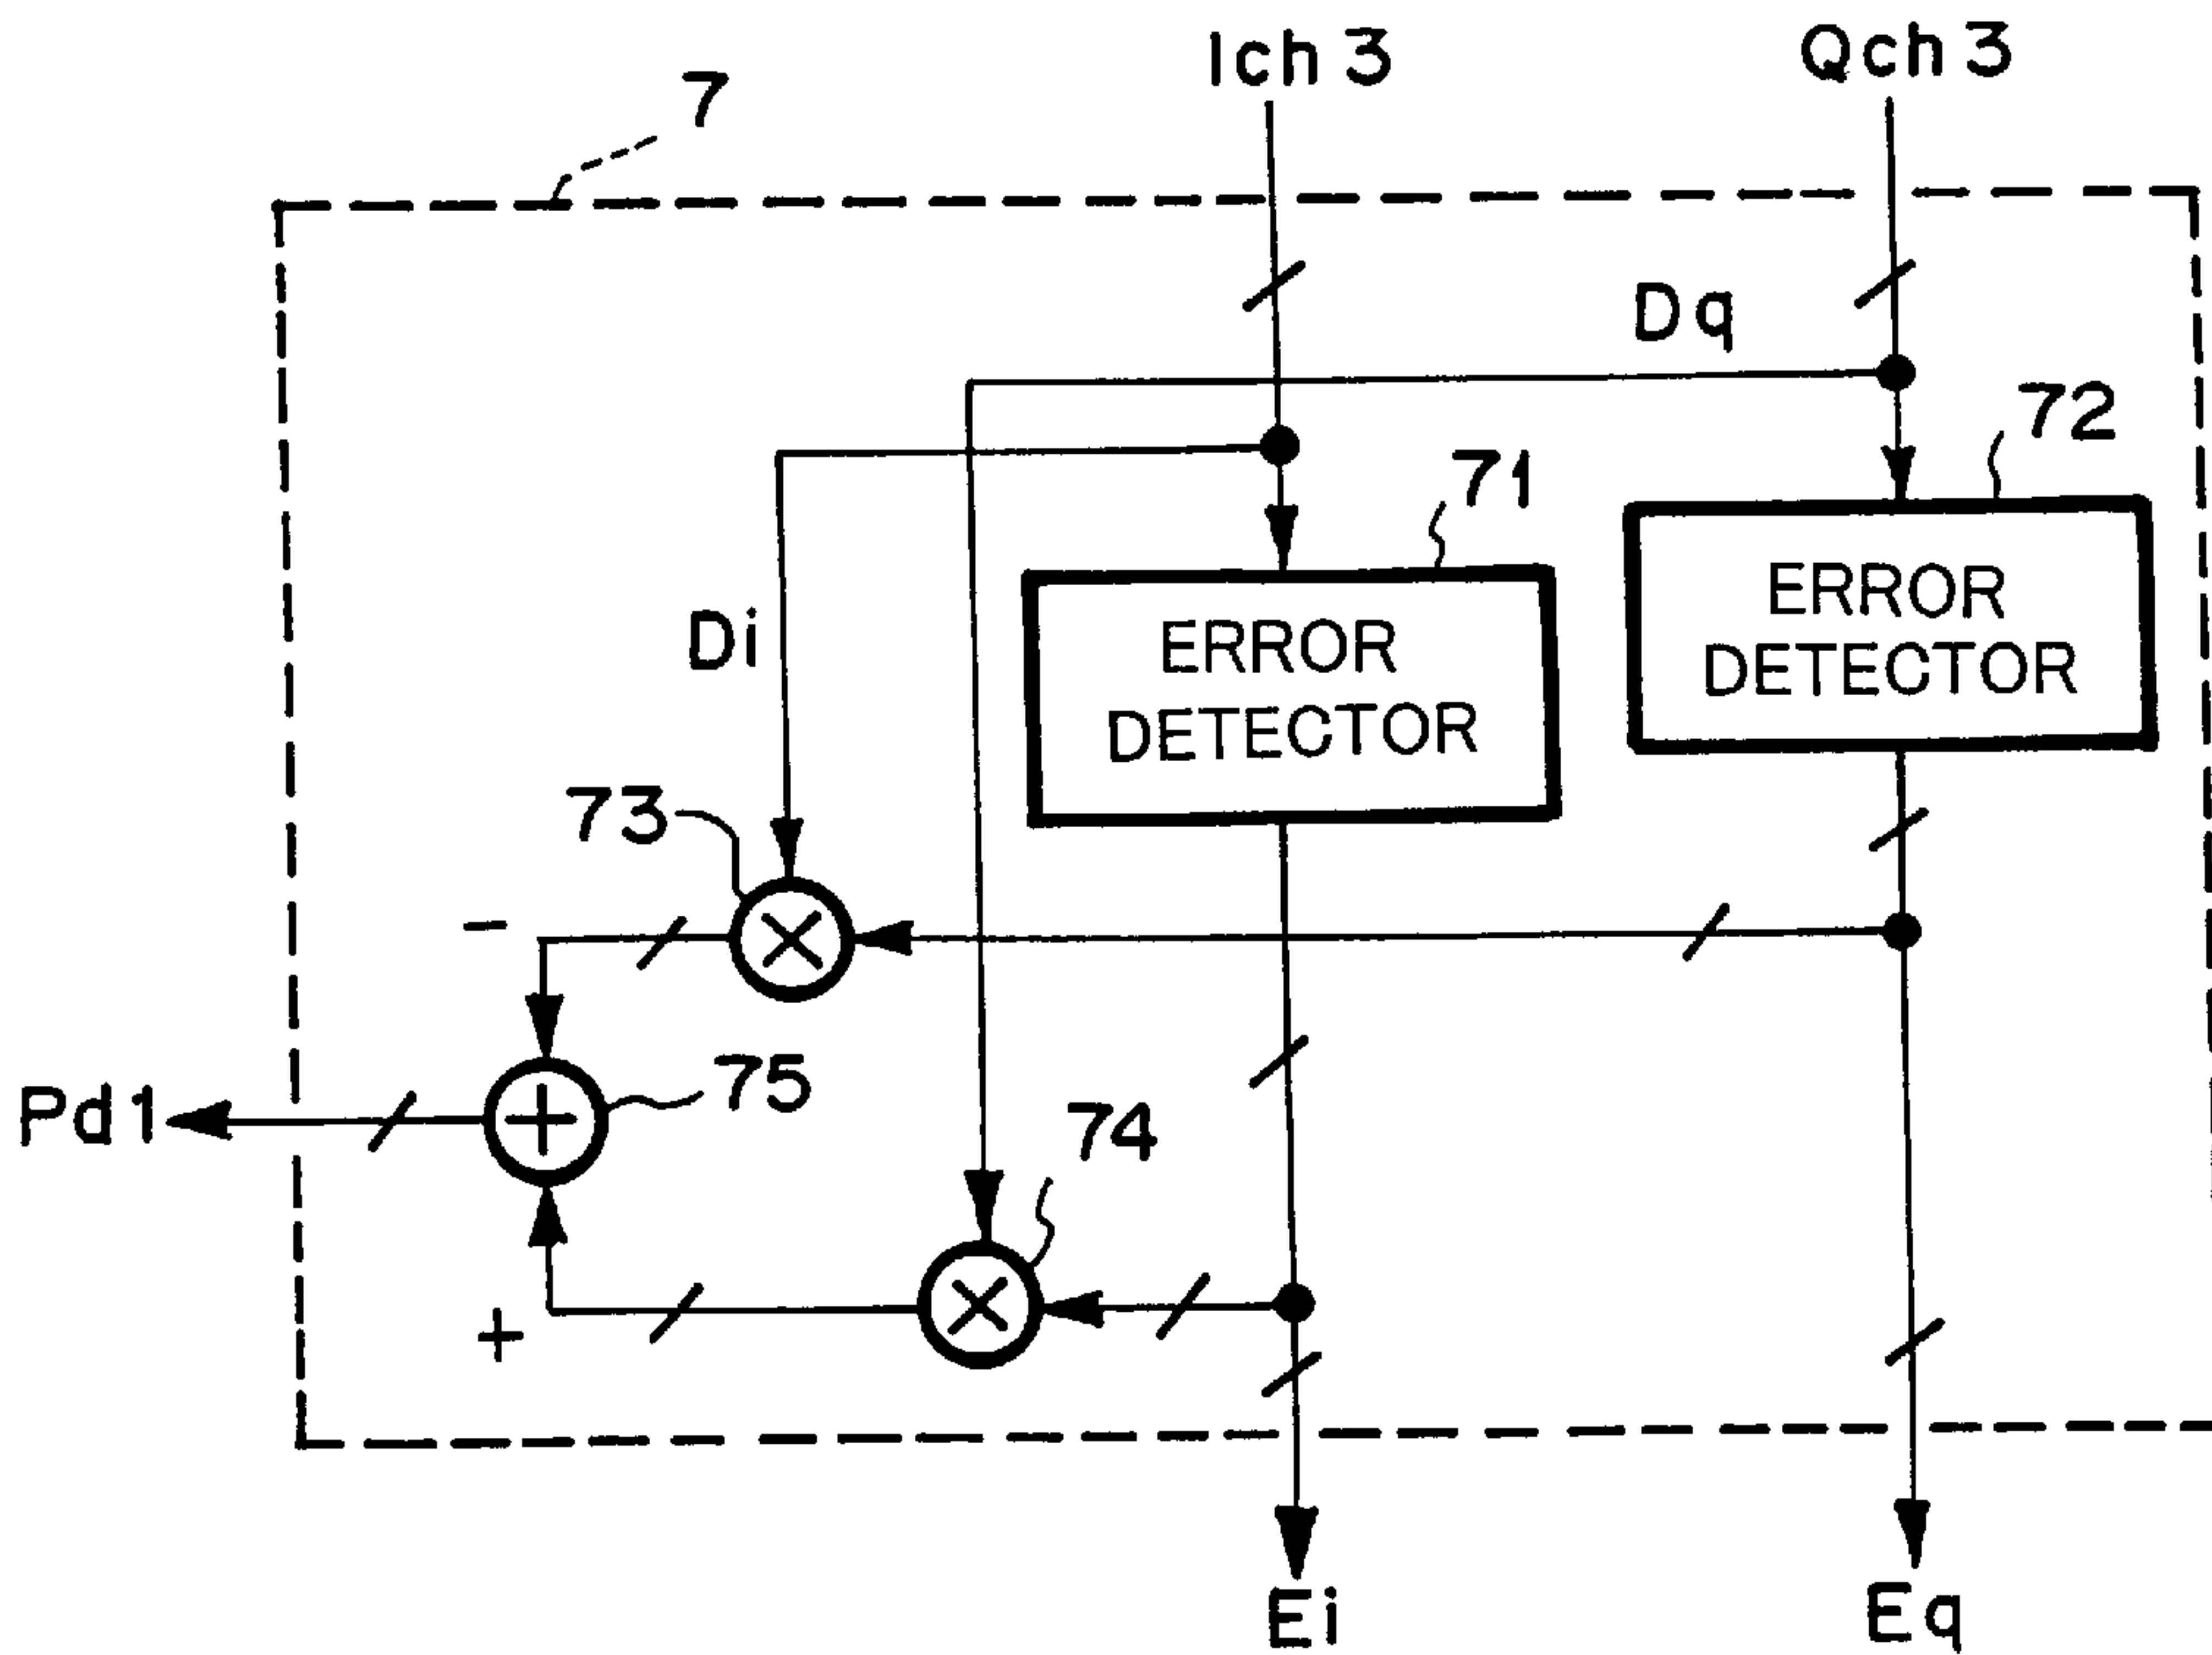 Ich 3
Qch 3
7
Dq
72
71
ERROR
DETECTOR
ERROR
DETECTOR
Di
73
-
75
Pd1
74
+
Ei
Eq